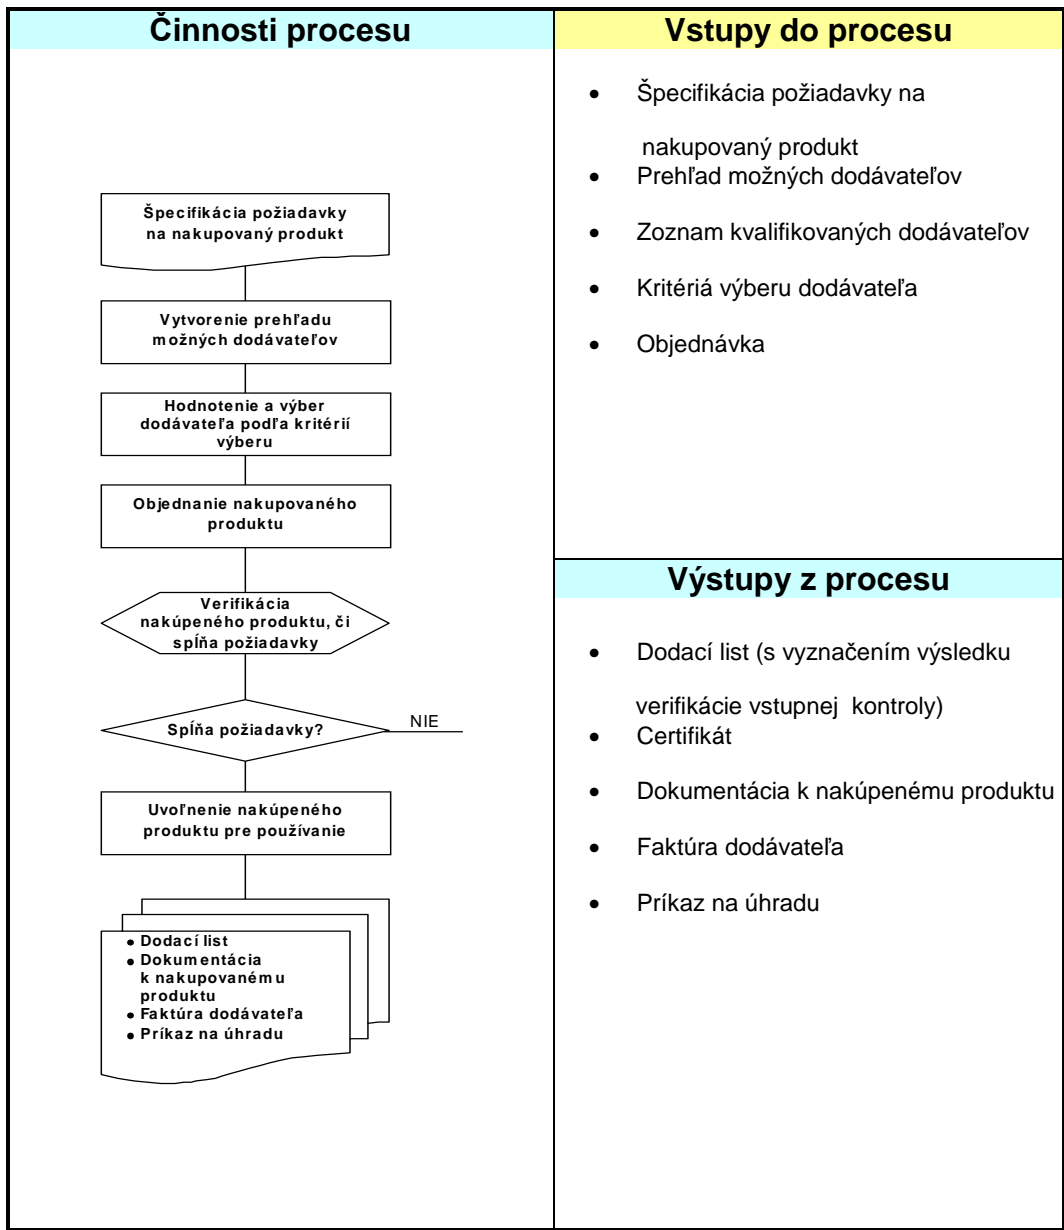 Činnosti procesu
Špecifikácia požiadavky
na nakupovaný produkt
Vytvorenie prehľadu
možných dodávateľov
Hodnotenie a výber
dodávateľa podľa kritérií
výberu
Objednanie nakupovaného
produktu
Verifikácia
nakúpeného produktu, či
spĺňa požiadavky
Spĺňa požiadavky?
NIE
Uvoľnenie nakúpeného
produktu pre používanie
• Dodací list
• Dokumentácia
k nakupovanému
produktu
• Faktúra dodávateľa
• Príkaz na úhradu
Vstupy do procesu
• Špecifikácia požiadavky na
nakupovaný produkt
• Prehľad možných dodávateľov
• Zoznam kvalifikovaných dodávateľov
• Kritériá výberu dodávateľa
• Objednávka
Výstupy z procesu
• Dodací list (s vyznačením výsledku
verifikácie vstupnej kontroly)
• Certifikát
• Dokumentácia k nakúpenému produktu
• Faktúra dodávateľa
• Príkaz na úhradu